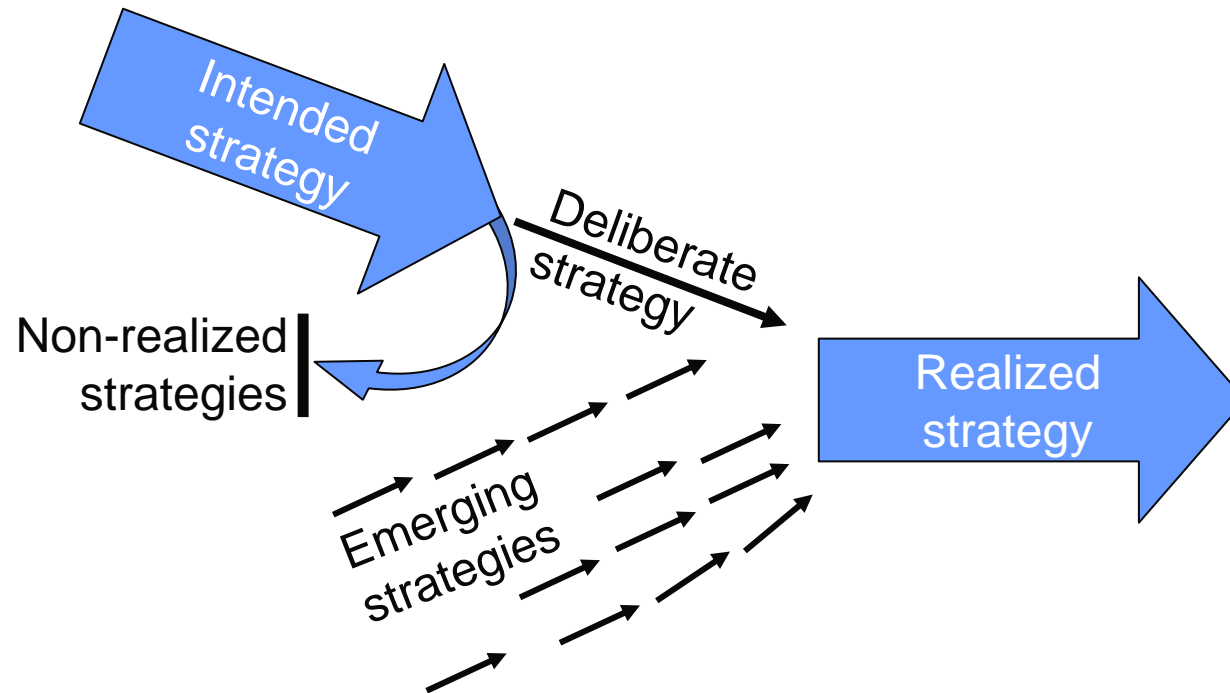 Intended
strategy
Deliberate
strategy
Non-realized
strategies
Realized
strategy
Emerging
strategies